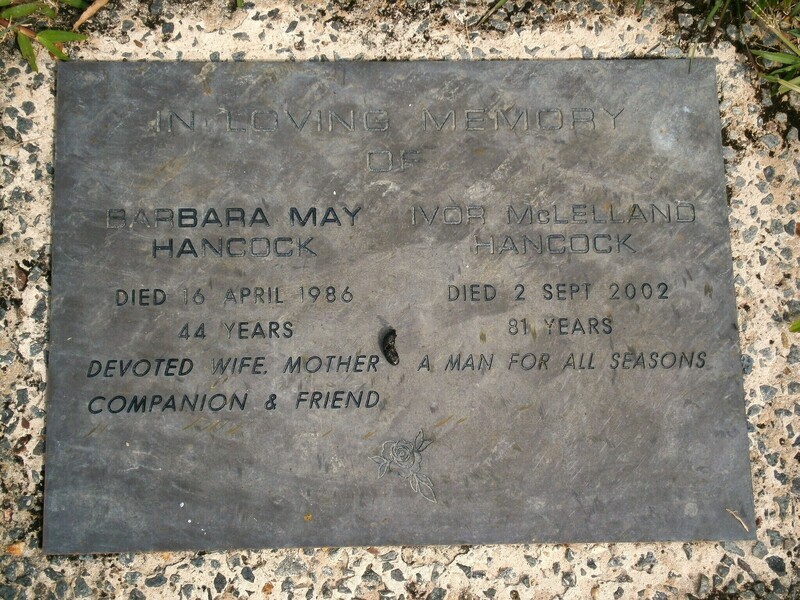 IN LOVING MEMORY
OF
BARBARA MAY
HANCOCK
DIED 16 APRIL 1986
44 YEARS
DEVOTED WIFE, MOTHER
COMPANION & FRIEND
IVOR McLELLAND
HANCOCK
DIED 2 SEPT 2002
81 YEARS
A MAN FOR ALL SEASONS